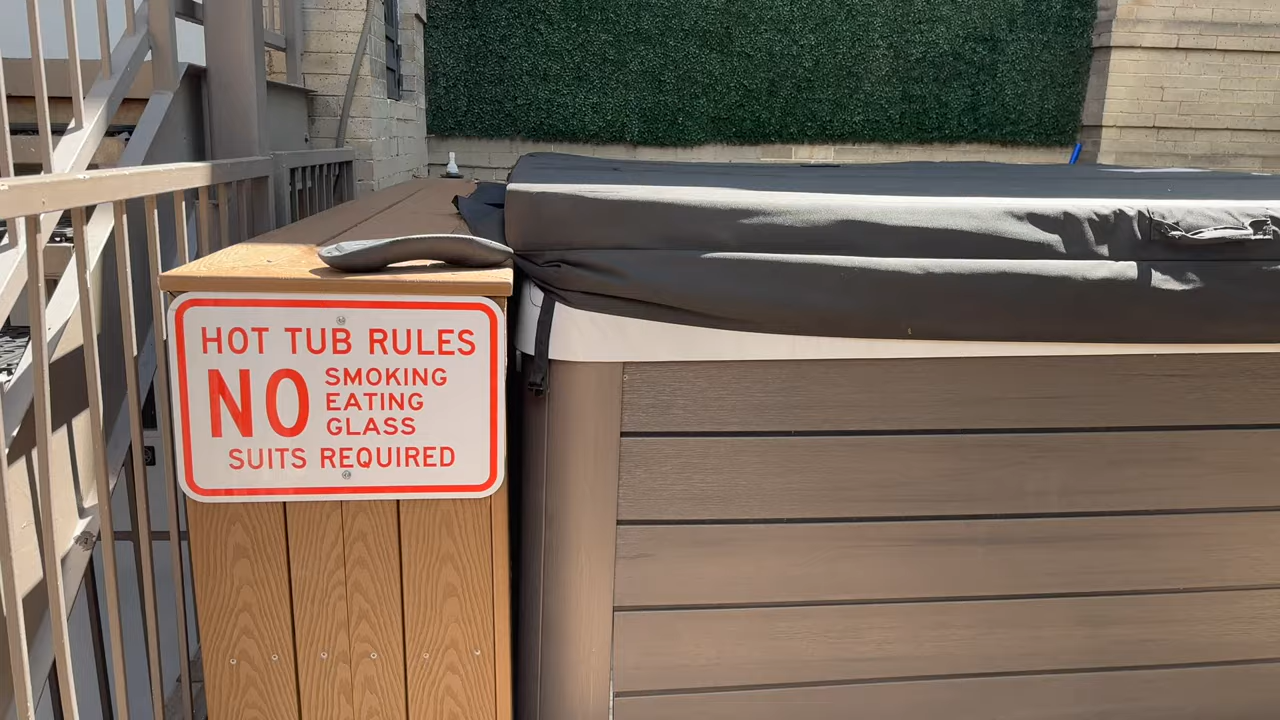 HOT TUB RULES
NO SMOKING
EATING
GLASS
SUITS REQUIRED